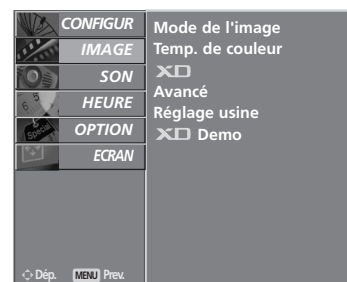 CONFIGUR
IMAGE
SON
HEURE
OPTION
ECRAN
Mode de l'image
Temp. de couleur
XD
Avancé
Réglage usine
XD Demo
Dép. MENU Prev.